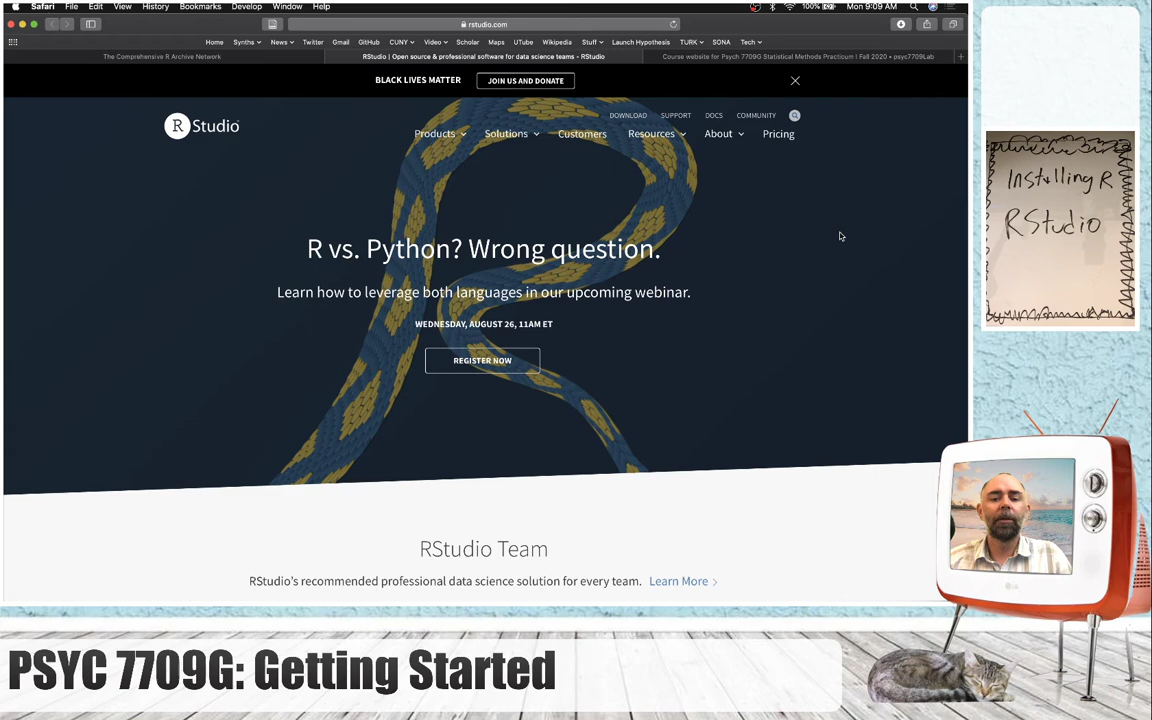 Safari File Edit View History Bookmarks Develop Window Help
100% Mon 9:09 AM
rstudio.com
Home Synths News Twitter Gmail GitHub CUNY Video Scholar Maps UTube Wikipedia Stuff Launch Hypothesis TURK SONA Tech
The Comprehensive R Archive Network
RStudio | Open source & professional software for data science teams - RStudio
Course website for Psych 7709G Statistical Methods Practicum I Fall 2020 • psyc7709Lab
BLACK LIVES MATTER JOIN US AND DONATE
DOWNLOAD SUPPORT DOCS COMMUNITY
R Studio
Products Solutions Customers Resources About Pricing
R vs. Python? Wrong question.
Learn how to leverage both languages in our upcoming webinar.
WEDNESDAY, AUGUST 26, 11AM ET
REGISTER NOW
RStudio Team
RStudio's recommended professional data science solution for every team. Learn More
Installing R
RStudio
LG
PSYC 7709G: Getting Started